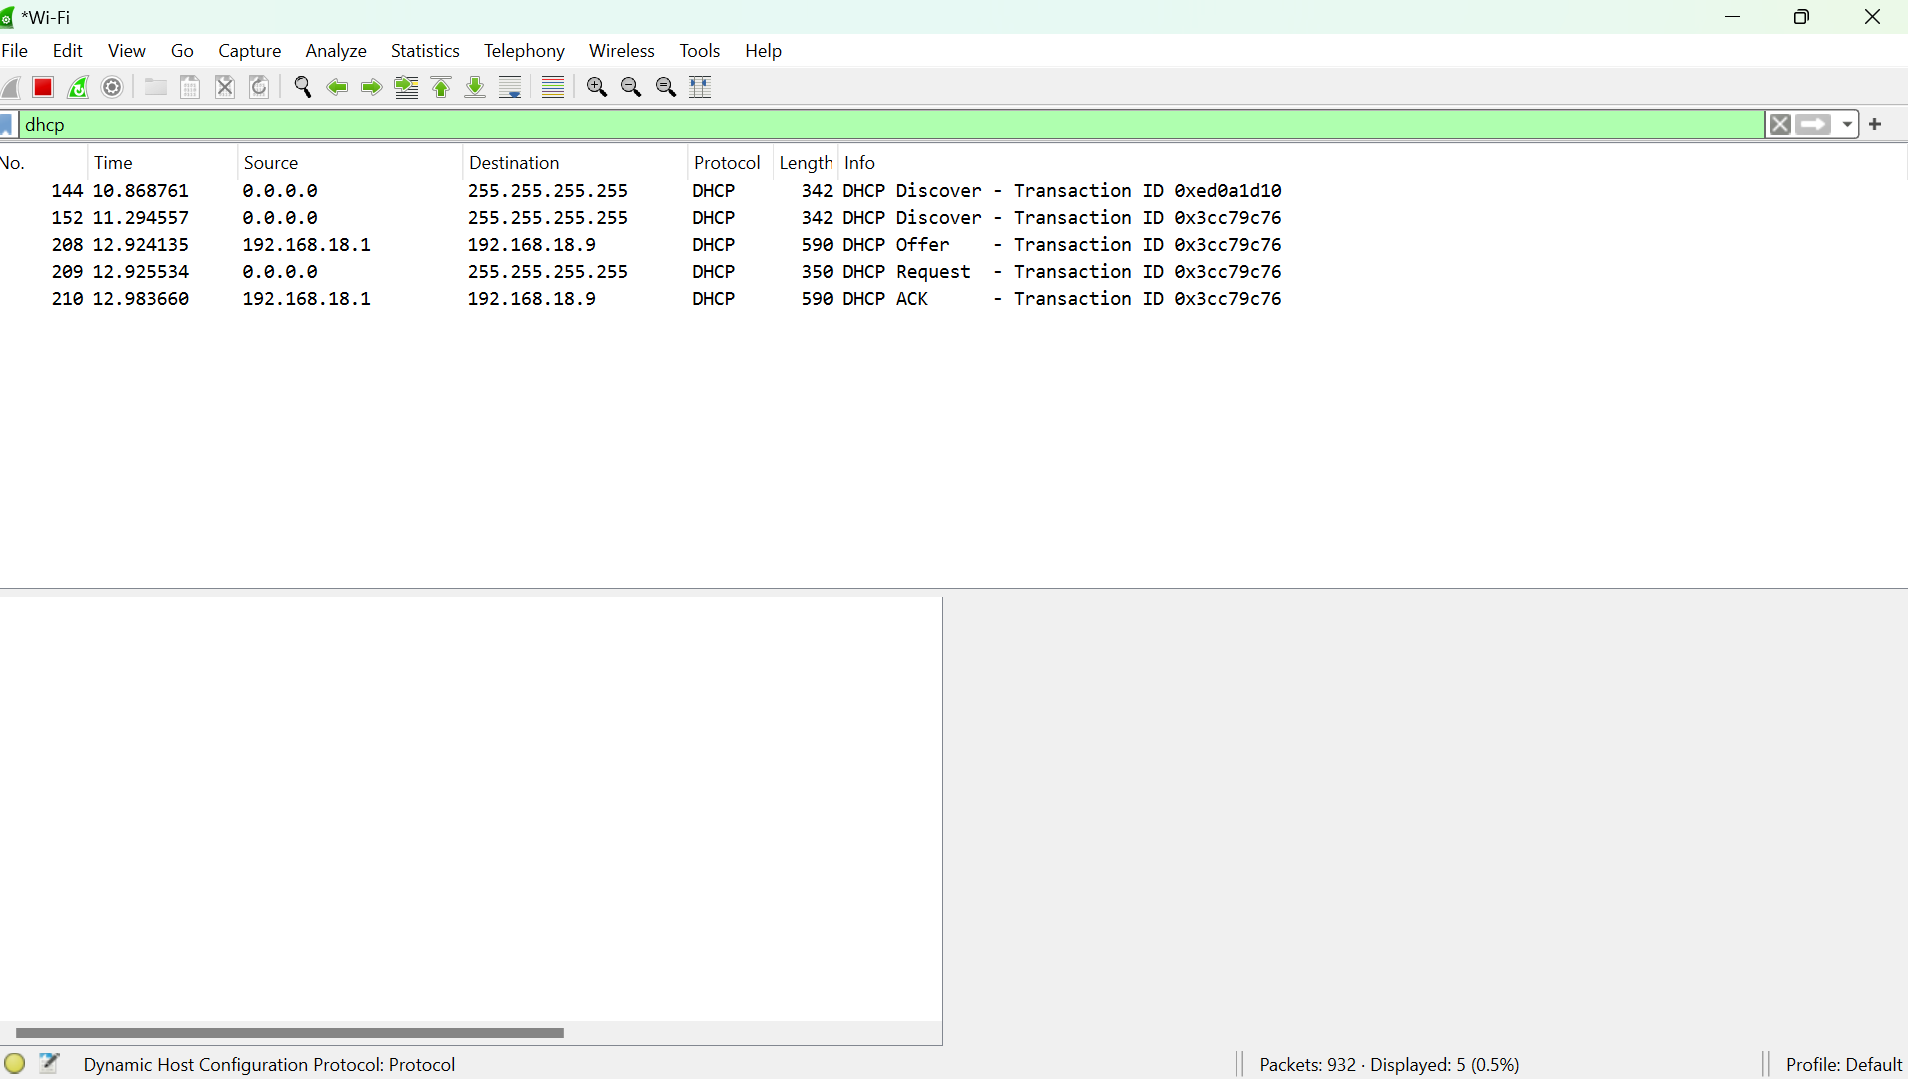 *Wi-Fi
File Edit View Go Capture Analyze Statistics Telephony Wireless Tools Help
dhcp
No. Time Source Destination Protocol Length Info
144 10.868761 0.0.0.0 255.255.255.255 DHCP 342 DHCP Discover - Transaction ID 0xed0a1d10
152 11.294557 0.0.0.0 255.255.255.255 DHCP 342 DHCP Discover - Transaction ID 0x3cc79c76
208 12.924135 192.168.18.1 192.168.18.9 DHCP 590 DHCP Offer - Transaction ID 0x3cc79c76
209 12.925534 0.0.0.0 255.255.255.255 DHCP 350 DHCP Request - Transaction ID 0x3cc79c76
210 12.983660 192.168.18.1 192.168.18.9 DHCP 590 DHCP ACK - Transaction ID 0x3cc79c76
Dynamic Host Configuration Protocol: Protocol Packets: 932 · Displayed: 5 (0.5%) Profile: Default